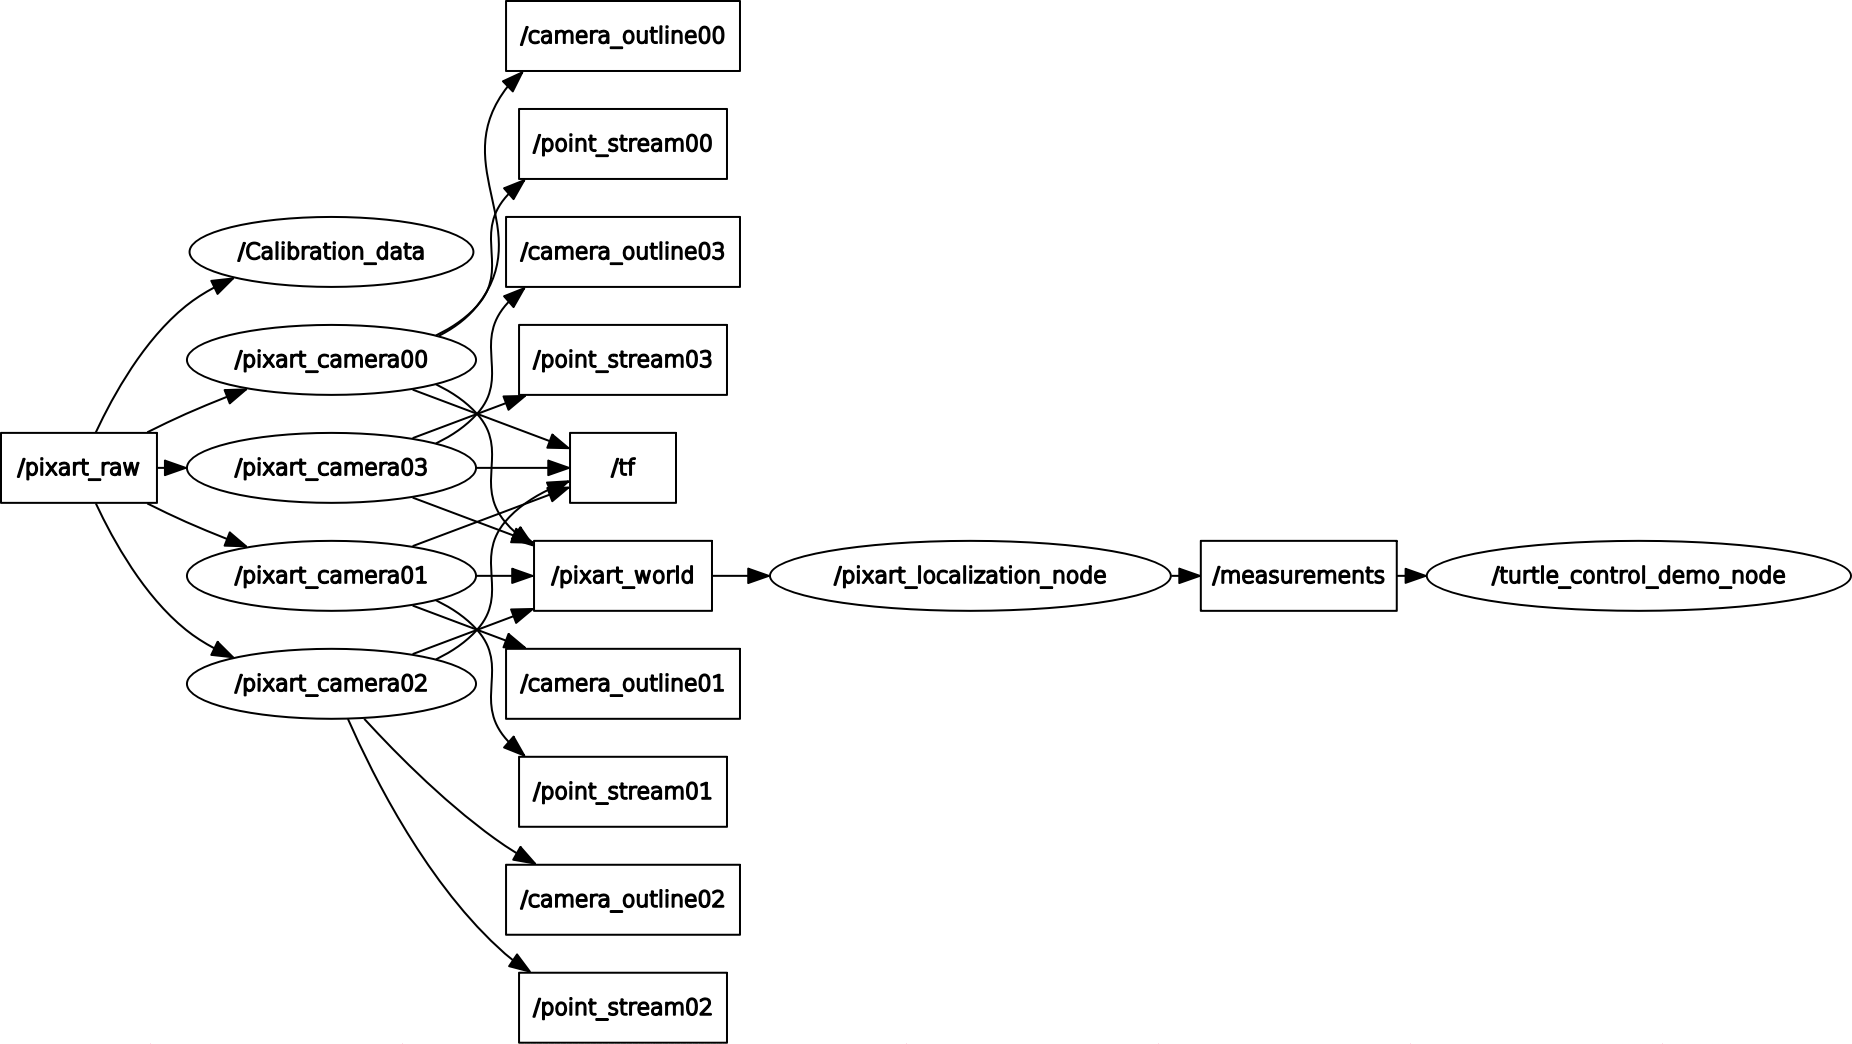 /camera_outline00
/point_stream00
/Calibration_data
/camera_outline03
/pixart_camera00
/point_stream03
/pixart_raw
/pixart_camera03
/tf
/pixart_camera01
/pixart_world
/pixart_localization_node
/measurements
/turtle_control_demo_node
/pixart_camera02
/camera_outline01
/point_stream01
/camera_outline02
/point_stream02